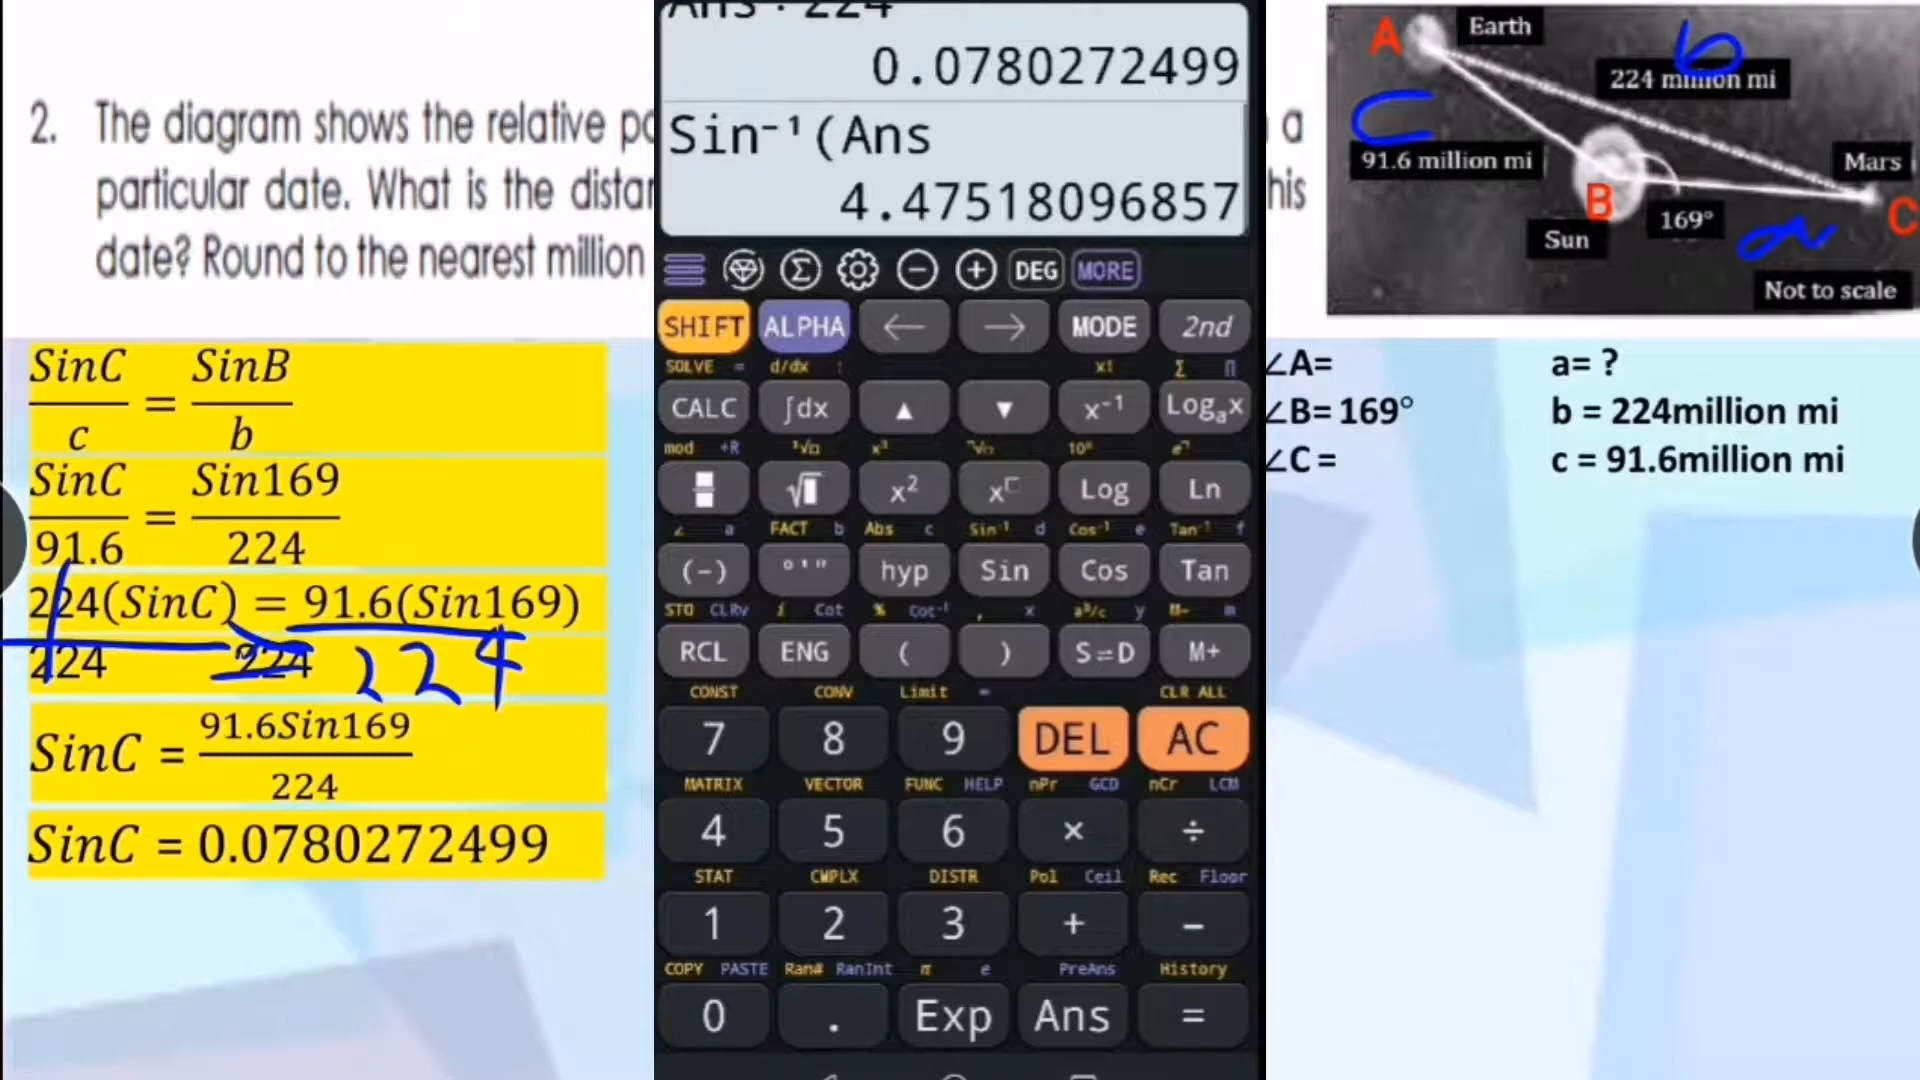 2. The diagram shows the relative
a
particular date. What is the
his
date? Round to the nearest million
SinC/c = SinB/b
SinC/91.6 = Sin169/224
224(SinC) = 91.6(Sin169)
224 224 224
SinC = 91.6Sin169/224
SinC = 0.0780272499
0.0780272499
Sin⁻¹(Ans
4.47518096857
DEG MORE
SHIFT ALPHA ← → MODE 2nd
SOLVE = d/dx : x! Σ ∏
CALC ∫dx ▲ ▼ x⁻¹ Logₐx
mod ÷R ³√□ x³ 10ˣ
√ x² Log Ln
∠ a FACT b Abs c Sin⁻¹ d Cos⁻¹ e Tan⁻¹ f
(-) ° ' " hyp Sin Cos Tan
STO CLRv i Cot % Cot⁻¹ , x aᵇ/c y M- m
RCL ENG ( ) S⇌D M+
CONST CONV Limit CLR ALL
7 8 9 DEL AC
MATRIX VECTOR FUNC HELP nPr GCD nCr LCM
4 5 6 × ÷
STAT CMPLX DISTR Pol Ceil Rec Floor
1 2 3 + −
COPY PASTE Ran# RanInt π e PreAns History
0 . Exp Ans =
A Earth
b
224 million mi
C
91.6 million mi
Mars
B
C
169°
a
Sun
Not to scale
∠A= a= ?
∠B= 169° b = 224million mi
∠C = c = 91.6million mi